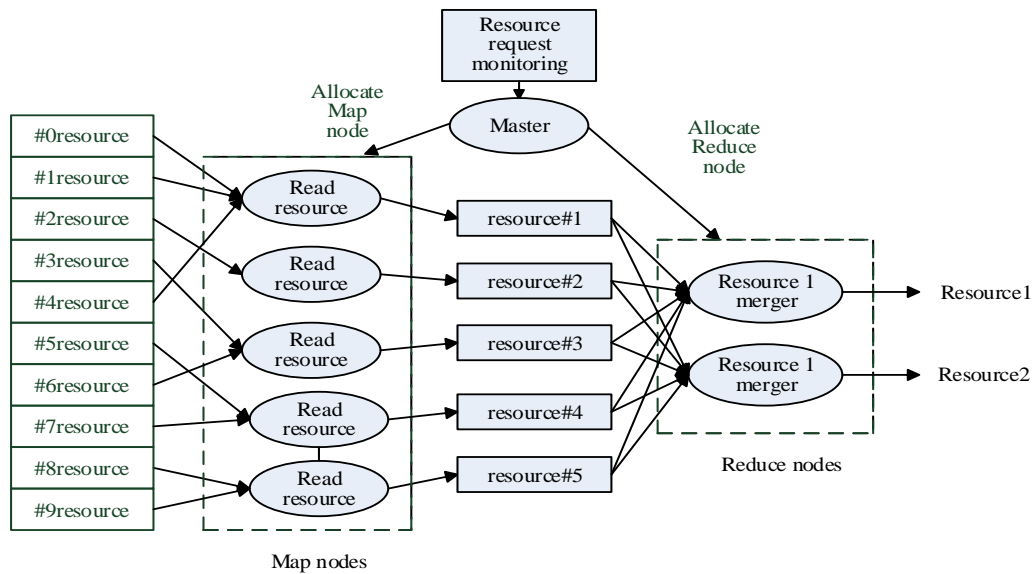 Resource
request
monitoring
Allocate
Map
node
Master
Allocate
Reduce
node
#0resource
#1resource
#2resource
#3resource
#4resource
#5resource
#6resource
#7resource
#8resource
#9resource
Read
resource
Read
resource
Read
resource
Read
resource
Read
resource
resource#1
resource#2
resource#3
resource#4
resource#5
Resource 1
merger
Resource 1
merger
Resource1
Resource2
Reduce nodes
Map nodes